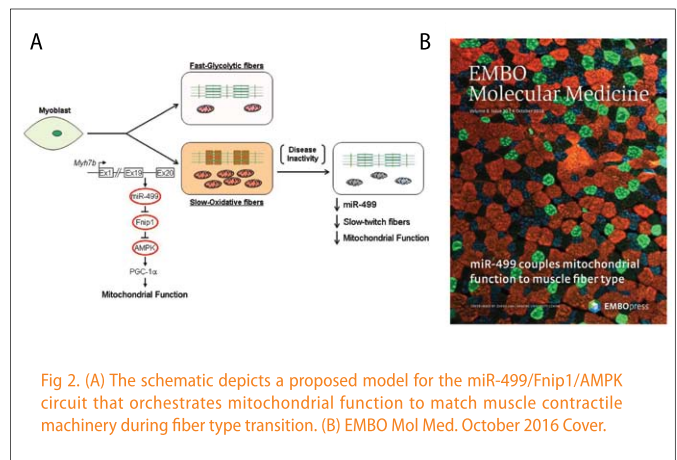 A
B
Fast-Glycolytic fibers
Myoblast
Myh7b
Ex1
Ex19
Ex20
miR-499
Fnip1
AMPK
PGC-1α
Mitochondrial Function
Slow-Oxidative fibers
Disease
Inactivity
miR-499
Slow-twitch fibers
Mitochondrial Function
EMBO
Molecular Medicine
miR-499 couples mitochondrial
function to muscle fiber type
EMBOpress
Fig 2. (A) The schematic depicts a proposed model for the miR-499/Fnip1/AMPK
circuit that orchestrates mitochondrial function to match muscle contractile
machinery during fiber type transition. (B) EMBO Mol Med. October 2016 Cover.